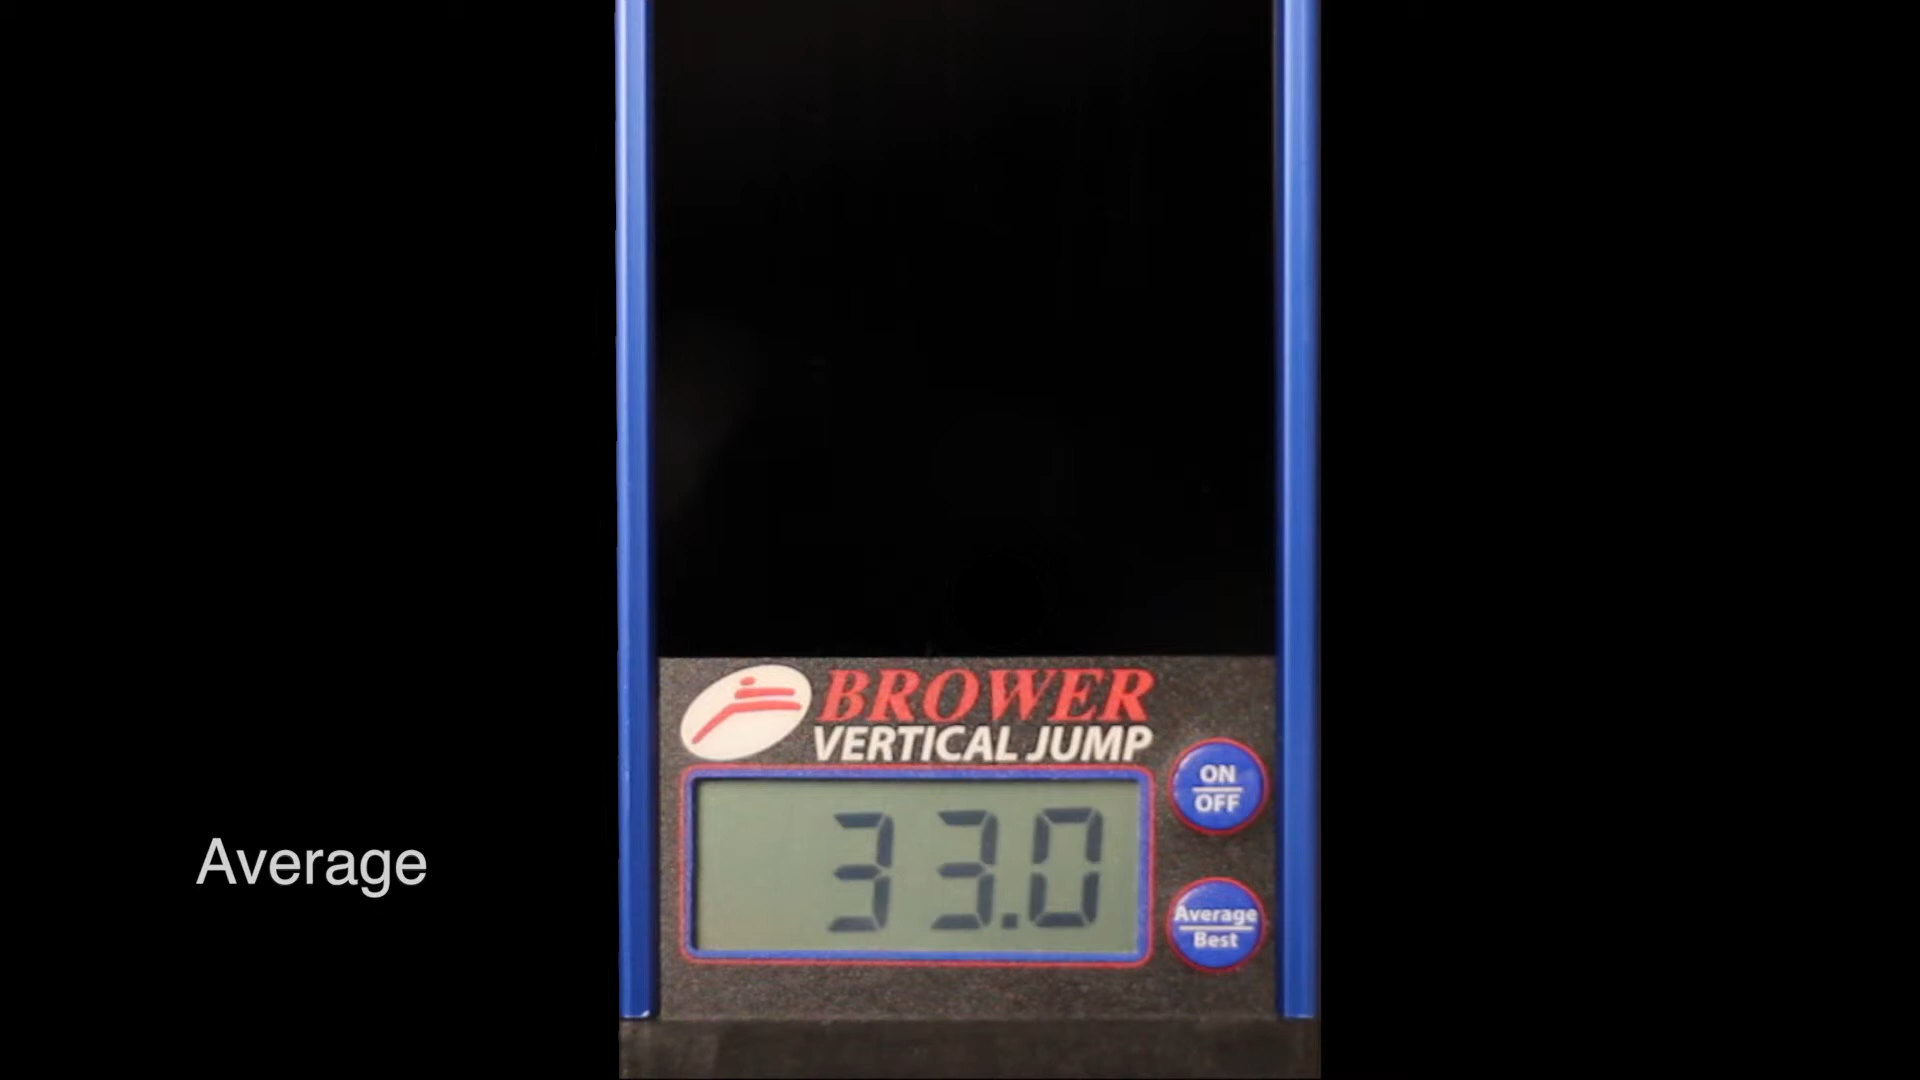 BROWER
VERTICAL JUMP
ON
OFF
33.0
Average
Average
Best